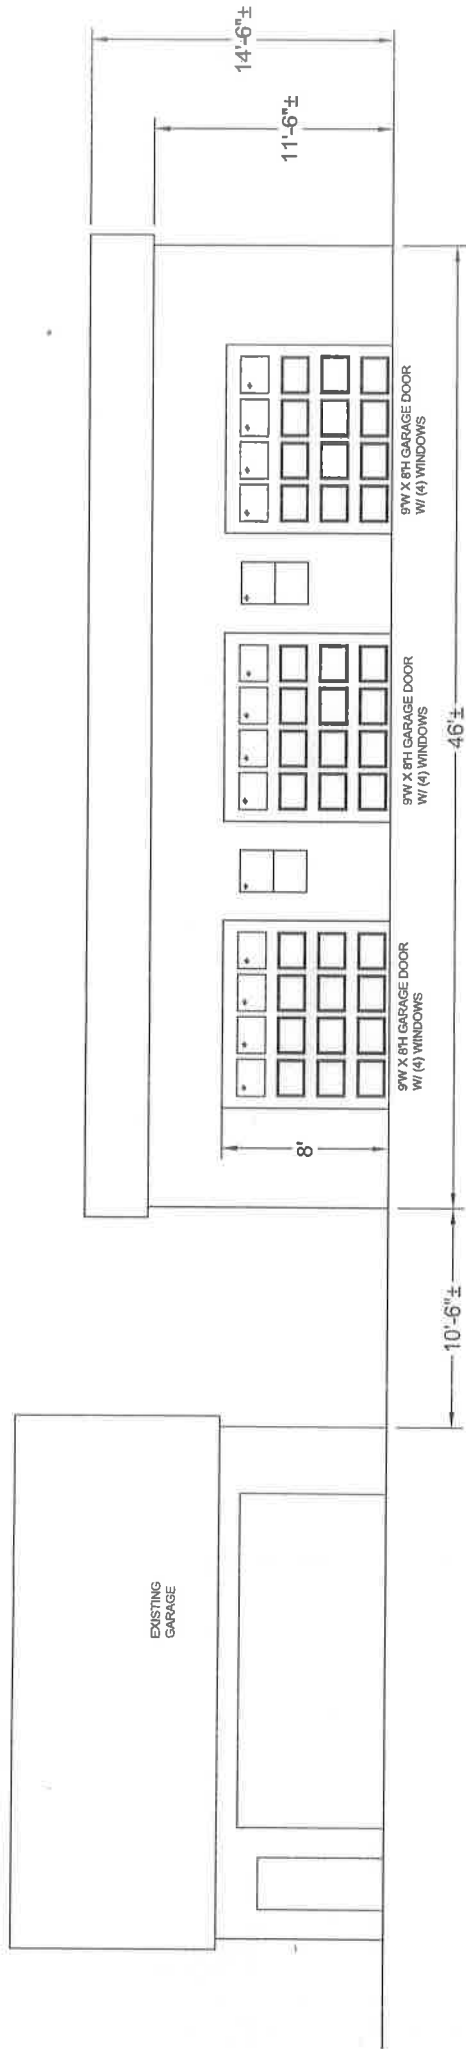 EXISTING
GARAGE
10'-6"±
8'
9'W X 8'H GARAGE DOOR
W/ (4) WINDOWS
9'W X 8'H GARAGE DOOR
W/ (4) WINDOWS
46'±
9'W X 8'H GARAGE DOOR
W/ (4) WINDOWS
11'-6"±
14'-6"±